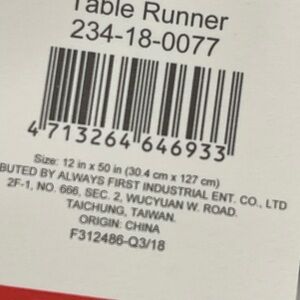 Table Runner
234-18-0077
4 713264 646933
Size: 12 in x 50 in (30.4 cm x 127 cm)
BUTED BY ALWAYS FIRST INDUSTRIAL ENT. CO., LTD
2F-1, NO. 666, SEC. 2, WUCYUAN W. ROAD.
TAICHUNG, TAIWAN.
ORIGIN: CHINA
F312486-Q3/18